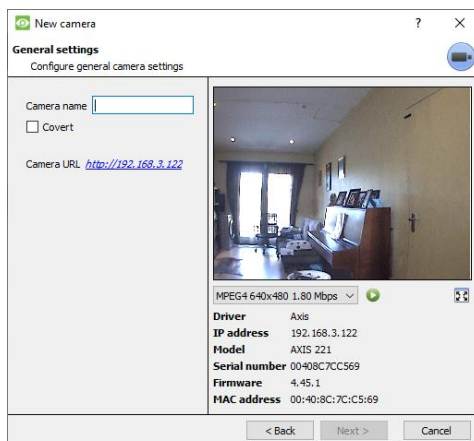 New camera
?
General settings
Configure general camera settings
Camera name
Covert
Camera URL http://192.168.3.122
MPEG4 640x480 1.80 Mbps
Driver Axis
IP address 192.168.3.122
Model AXIS 221
Serial number 00408C7CC569
Firmware 4.45.1
MAC address 00:40:8C:7C:C5:69
< Back Next > Cancel